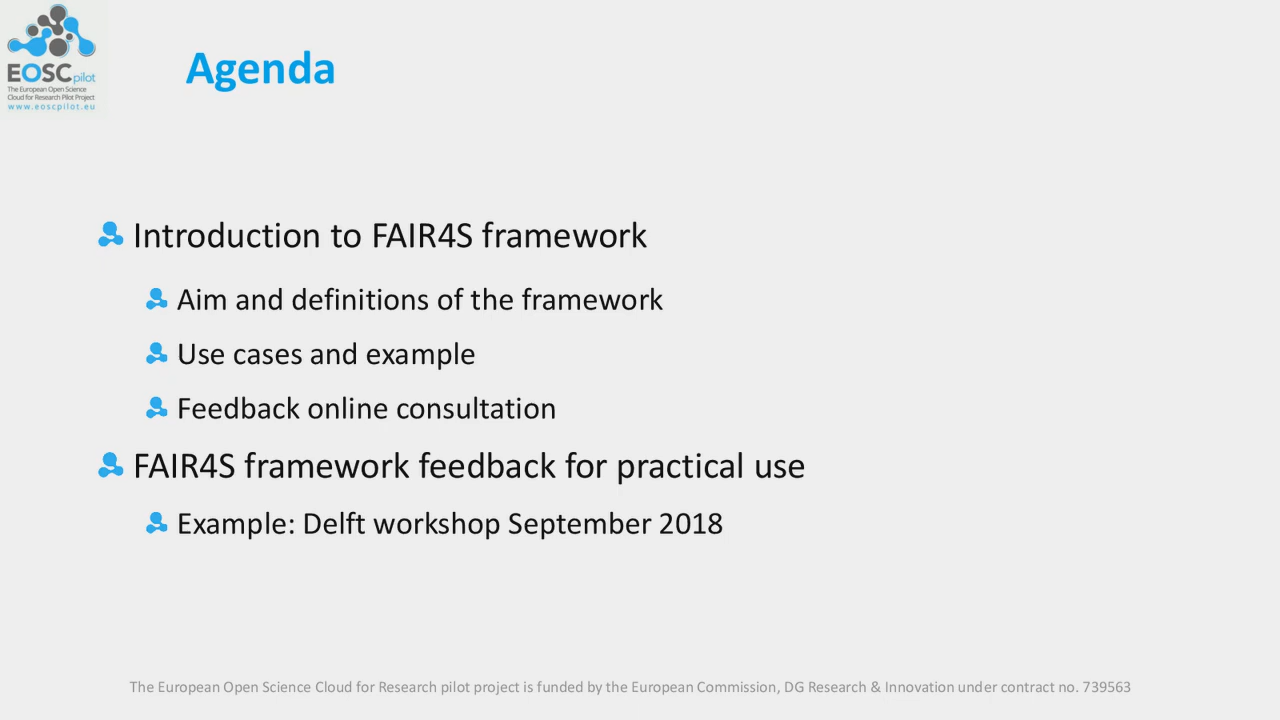 EOSCpilot
The European Open Science
Cloud for Research Pilot Project
www.eoscpilot.eu
Agenda
Introduction to FAIR4S framework
Aim and definitions of the framework
Use cases and example
Feedback online consultation
FAIR4S framework feedback for practical use
Example: Delft workshop September 2018
The European Open Science Cloud for Research pilot project is funded by the European Commission, DG Research & Innovation under contract no. 739563